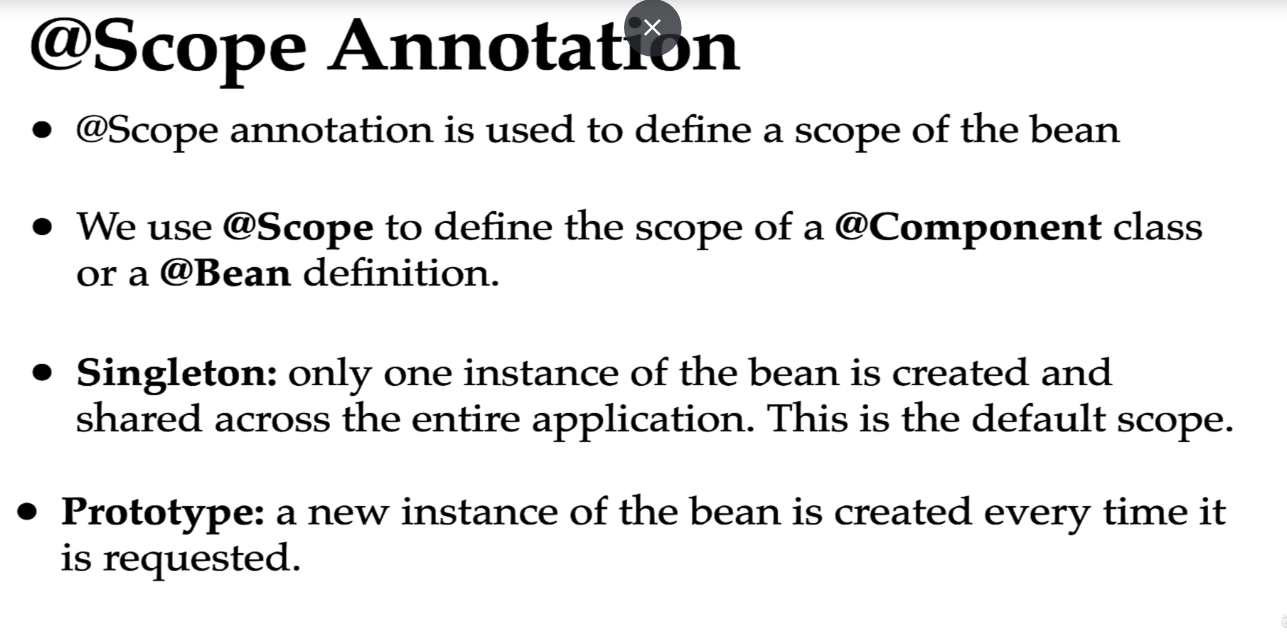 @Scope Annotation
• @Scope annotation is used to define a scope of the bean
• We use @Scope to define the scope of a @Component class
or a @Bean definition.
• Singleton: only one instance of the bean is created and
shared across the entire application. This is the default scope.
• Prototype: a new instance of the bean is created every time it
is requested.